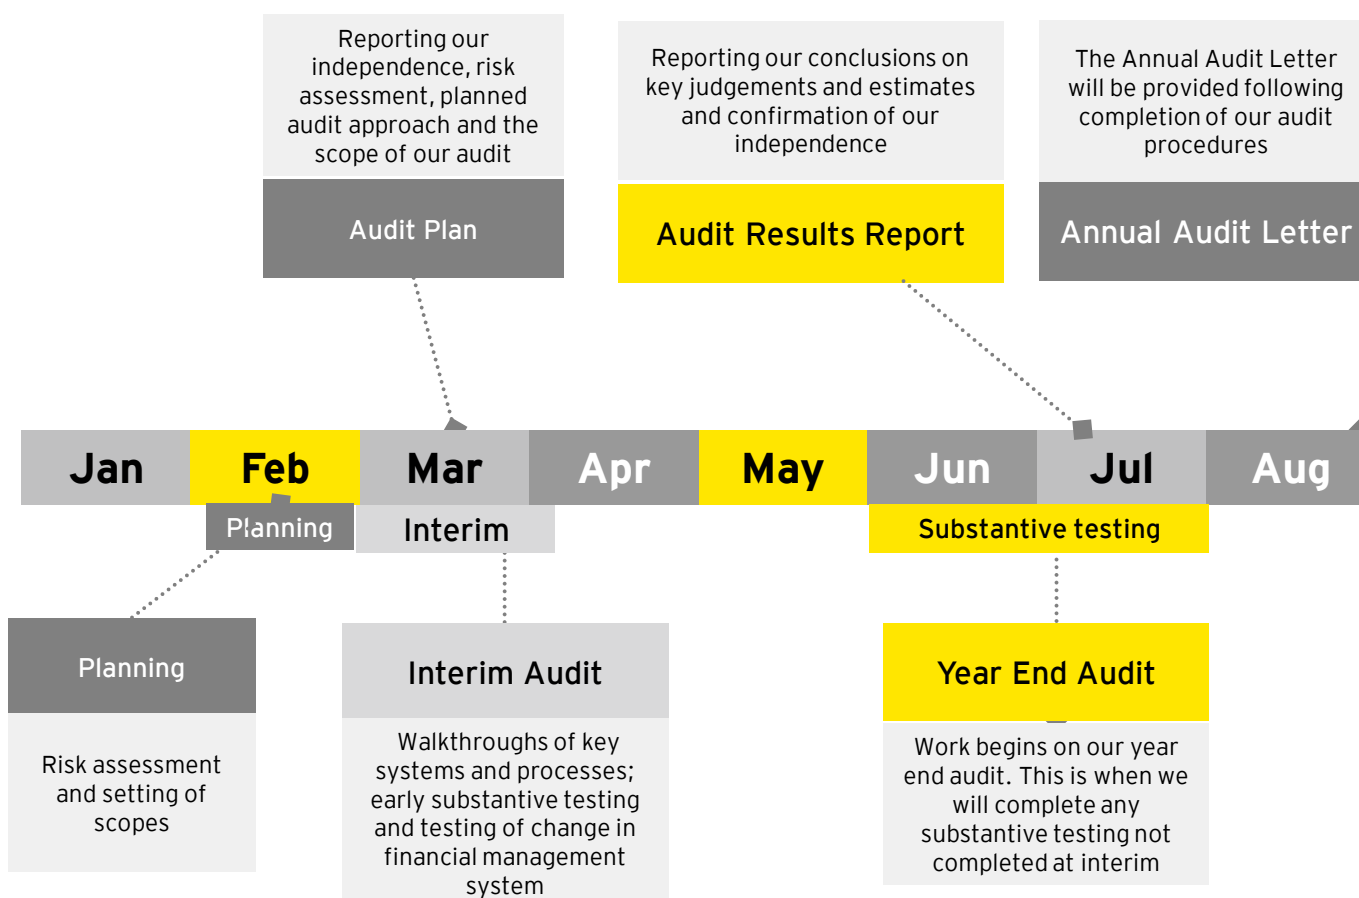 Reporting our
independence, risk
assessment, planned
audit approach and the
scope of our audit
Audit Plan
Reporting our conclusions on
key judgements and estimates
and confirmation of our
independence
Audit Results Report
The Annual Audit Letter
will be provided following
completion of our audit
procedures
Annual Audit Letter
Jan
Feb
Mar
Apr
May
Jun
Jul
Aug
Planning
Interim
Substantive testing
Planning
Risk assessment
and setting of
scopes
Interim Audit
Walkthroughs of key
systems and processes;
early substantive testing
and testing of change in
financial management
system
Year End Audit
Work begins on our year
end audit. This is when we
will complete any
substantive testing not
completed at interim